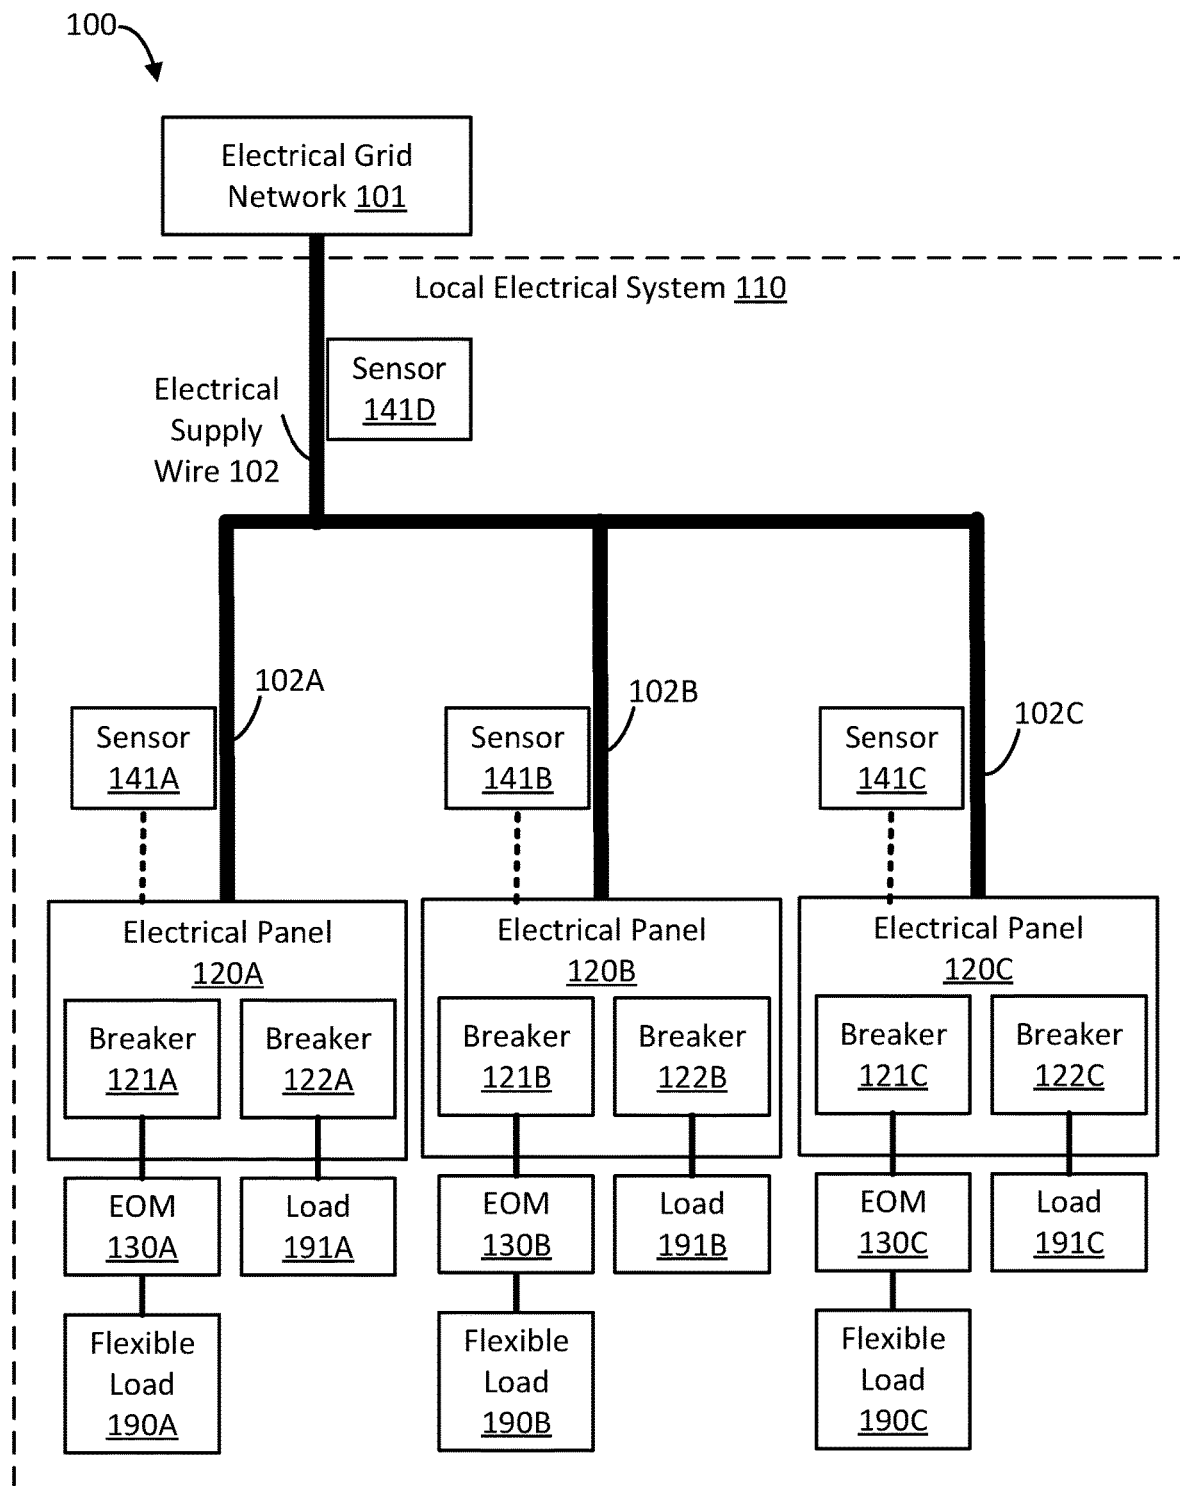 100
Electrical Grid
Network 101
Local Electrical System 110
Sensor
141D
Electrical
Supply
Wire 102
102A
102B
102C
Sensor
141A
Sensor
141B
Sensor
141C
Electrical Panel
120A
Electrical Panel
120B
Electrical Panel
120C
Breaker
121A
Breaker
122A
Breaker
121B
Breaker
122B
Breaker
121C
Breaker
122C
EOM
130A
Load
191A
EOM
130B
Load
191B
EOM
130C
Load
191C
Flexible
Load
190A
Flexible
Load
190B
Flexible
Load
190C